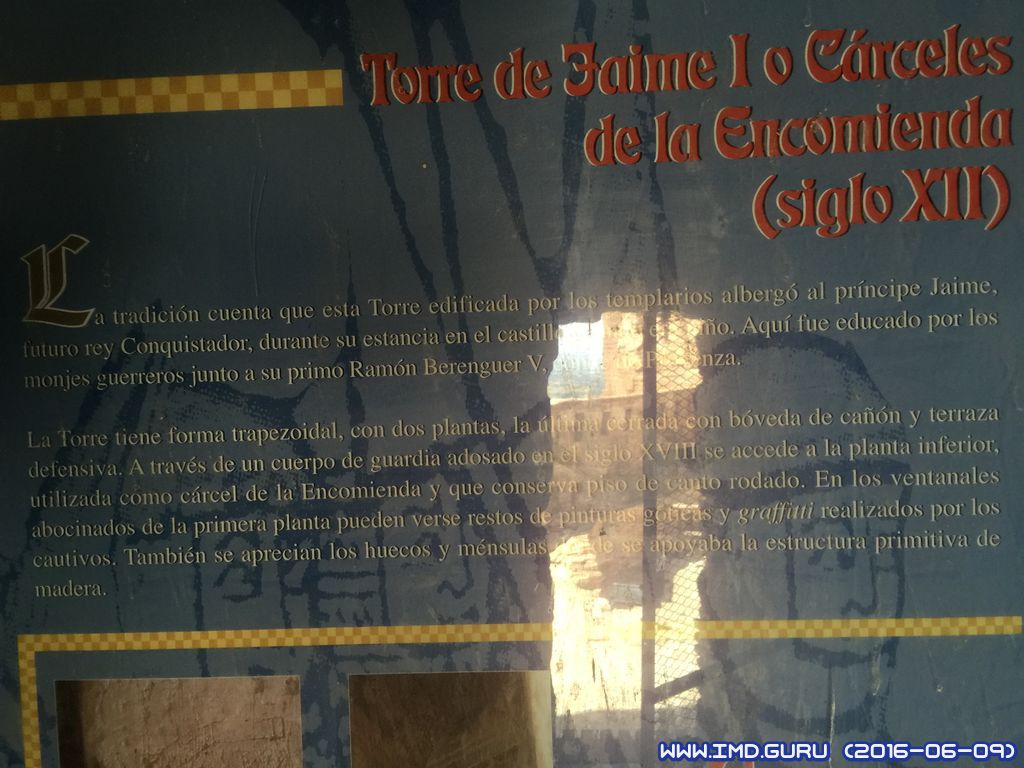 Torre de Jaime I o Cárceles
de la Encomienda
(siglo XII)
La tradición cuenta que esta Torre edificada por los templarios albergó al príncipe Jaime,
futuro rey Conquistador, durante su estancia en el castillo Aquí fue educado por los
monjes guerreros junto a su primo Ramón Berenguer V,
La Torre tiene forma trapezoidal, con dos plantas, la última cerrada con bóveda de cañón y terraza
defensiva. A través de un cuerpo de guardia adosado en el siglo XVIII se accede a la planta inferior,
utilizada como cárcel de la Encomienda y que conserva piso de canto rodado. En los ventanales
abocinados de la primera planta pueden verse restos de pinturas góticas y graffitti realizados por los
cautivos. También se aprecian los huecos y ménsulas se apoyaba la estructura primitiva de
madera.
WWW.IMD.GURU (2016-06-09)